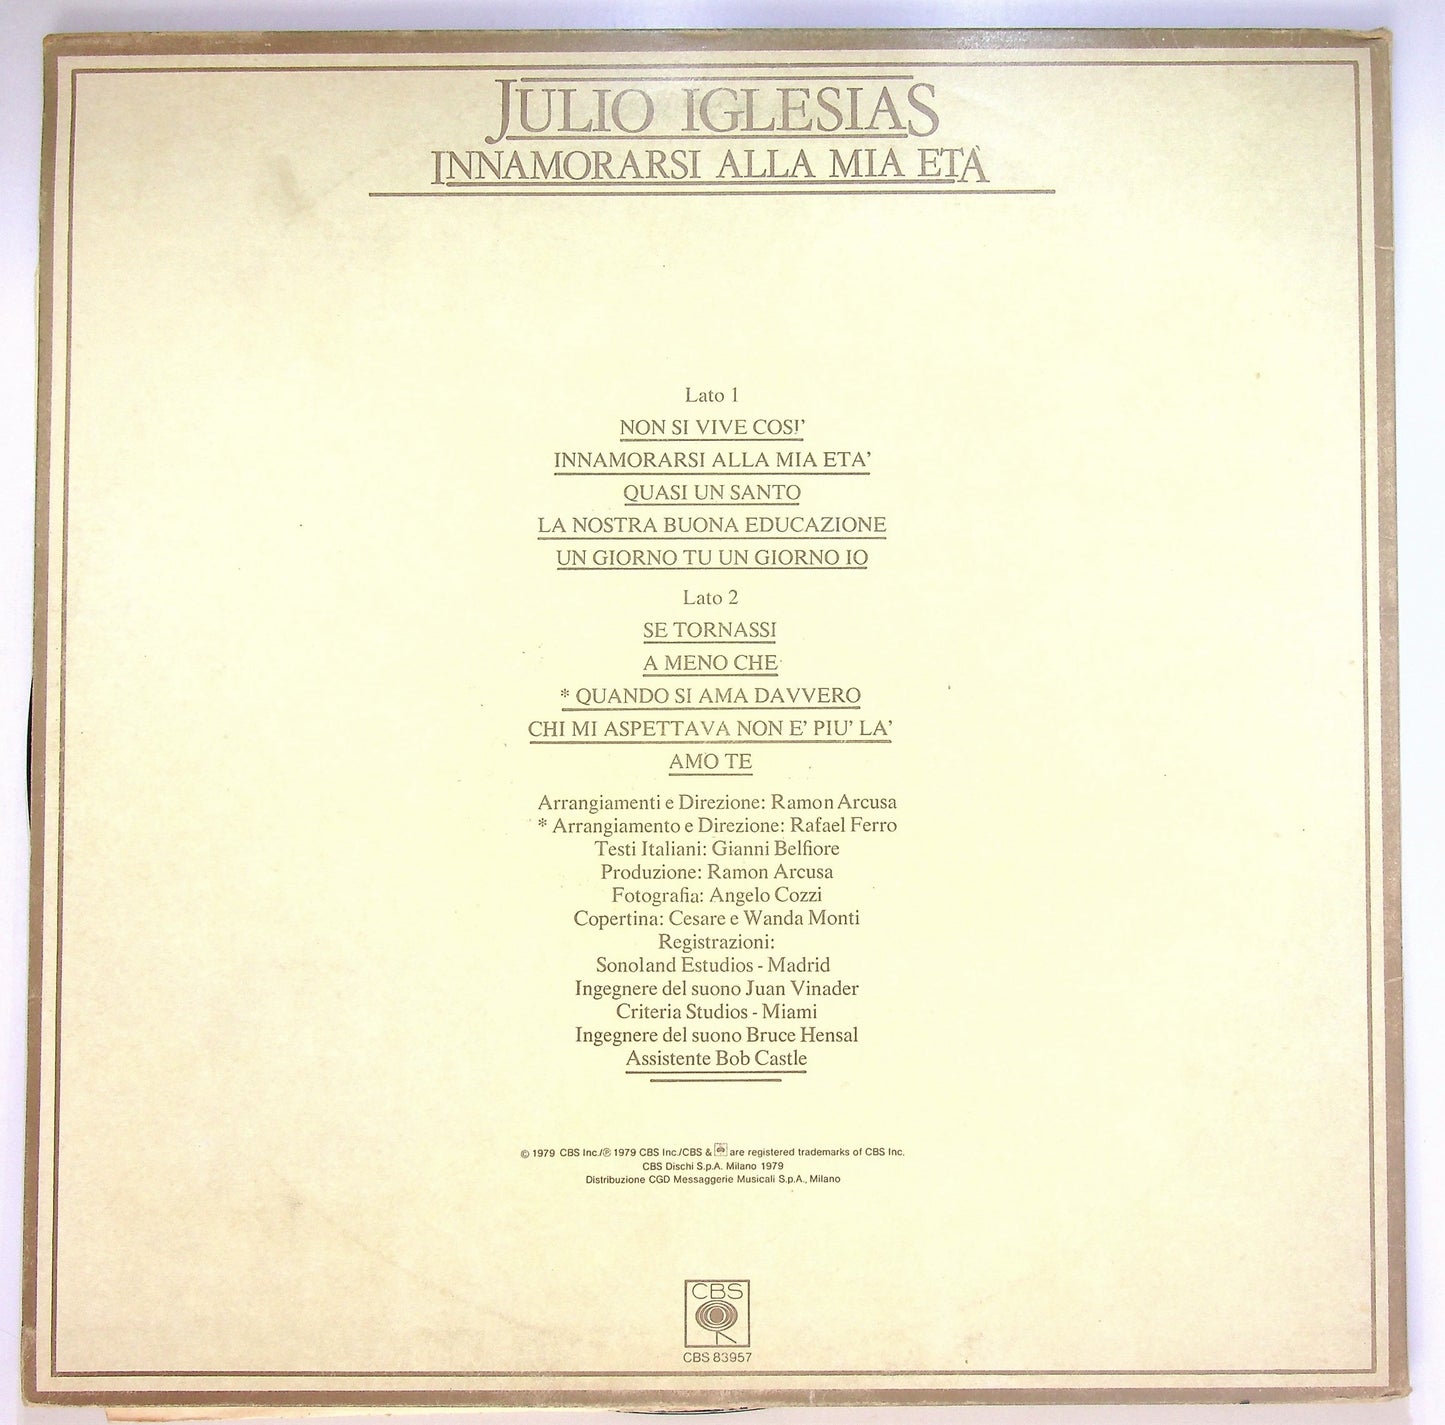 JULIO IGLESIAS
INNAMORARSI ALLA MIA ETÀ
Lato 1
NON SI VIVE COSI'
INNAMORARSI ALLA MIA ETA'
QUASI UN SANTO
LA NOSTRA BUONA EDUCAZIONE
UN GIORNO TU UN GIORNO IO
Lato 2
SE TORNASSI
A MENO CHE
* QUANDO SI AMA DAVVERO
CHI MI ASPETTAVA NON E' PIU' LA'
AMO TE
Arrangiamenti e Direzione: Ramon Arcusa
* Arrangiamento e Direzione: Rafael Ferro
Testi Italiani: Gianni Belfiore
Produzione: Ramon Arcusa
Fotografia: Angelo Cozzi
Copertina: Cesare e Wanda Monti
Registrazioni:
Sonoland Estudios - Madrid
Ingegnere del suono Juan Vinader
Criteria Studios - Miami
Ingegnere del suono Bruce Hensal
Assistente Bob Castle
© 1979 CBS Inc./℗ 1979 CBS Inc./CBS & are registered trademarks of CBS Inc.
CBS Dischi S.p.A. Milano 1979
Distribuzione CGD Messaggerie Musicali S.p.A., Milano
CBS
CBS 83957